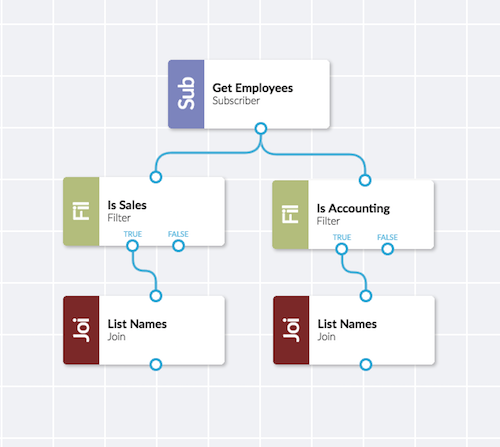 Sub
Get Employees
Subscriber
Fil
Is Sales
Filter
TRUE FALSE
Fil
Is Accounting
Filter
TRUE FALSE
Joi
List Names
Join
Joi
List Names
Join